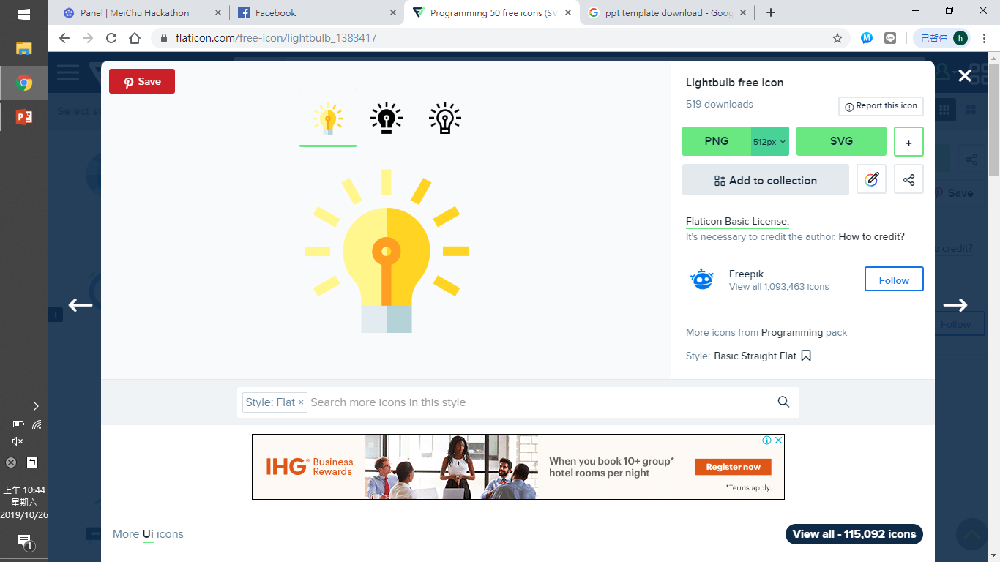 Panel | MeiChu Hackathon
Facebook
Programming 50 free icons (SV
ppt template download - Goog
flaticon.com/free-icon/lightbulb_1383417
已暫停
h
Select st
Save
Lightbulb free icon
519 downloads
Report this icon
PNG
512px
SVG
+
Add to collection
Flaticon Basic License.
It's necessary to credit the author. How to credit?
Freepik
View all 1,093,463 icons
Follow
More icons from Programming pack
Style: Basic Straight Flat
Save
o credit?
Follow
Style: Flat ×
Search more icons in this style
IHG® Business Rewards
When you book 10+ group*
hotel rooms per night
Register now
*Terms apply.
More Ui icons
View all - 115,092 icons
上午 10:44
星期六
2019/10/26
1